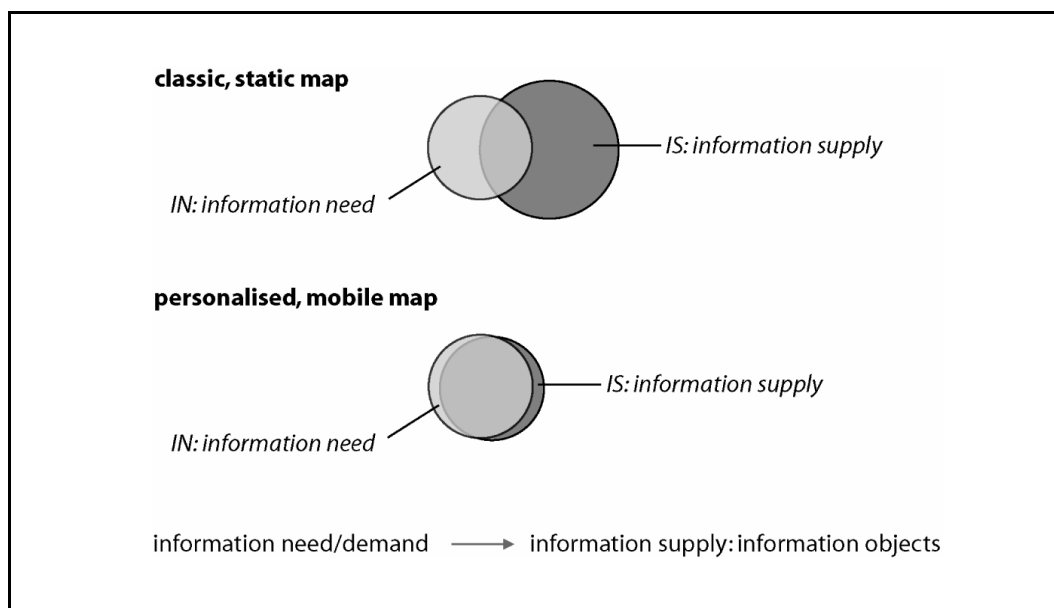 classic, static map
IS: information supply
IN: information need
personalised, mobile map
IS: information supply
IN: information need
information need/demand → information supply: information objects